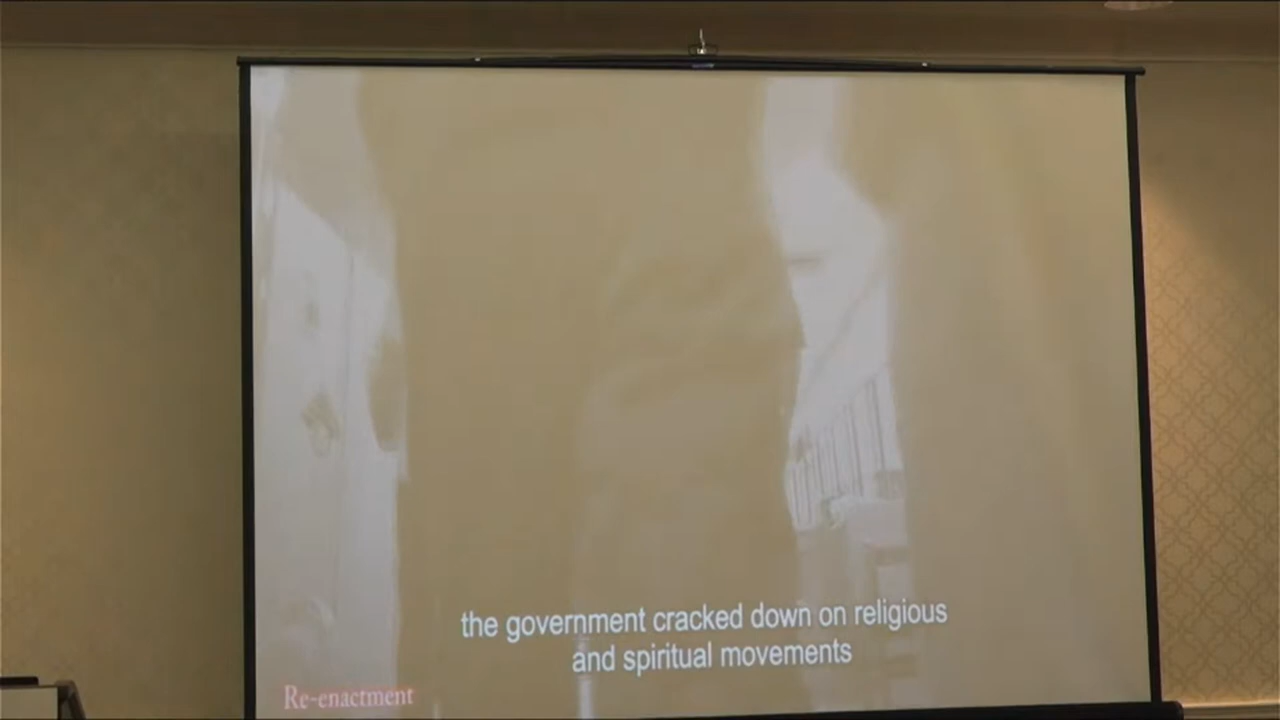 the government cracked down on religious
and spiritual movements
Re-enactment